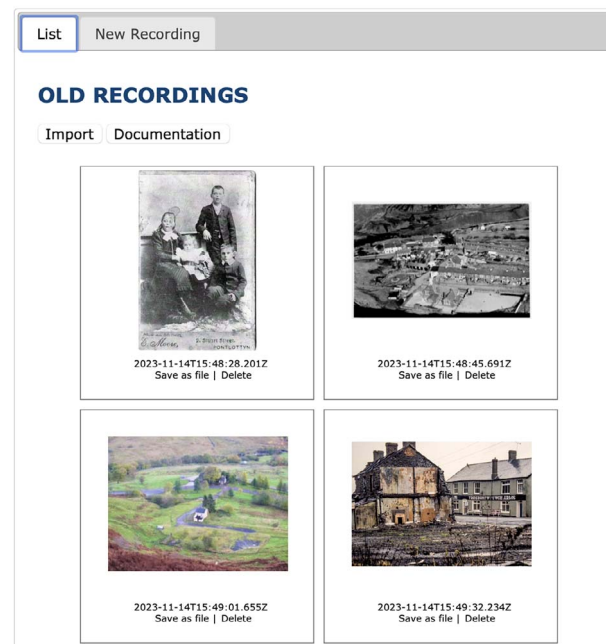 List New Recording
OLD RECORDINGS
Import Documentation
PONTLOTTYN
2023-11-14T15:48:28.201Z
Save as file | Delete
2023-11-14T15:48:45.691Z
Save as file | Delete
2023-11-14T15:49:01.655Z
Save as file | Delete
2023-11-14T15:49:32.234Z
Save as file | Delete